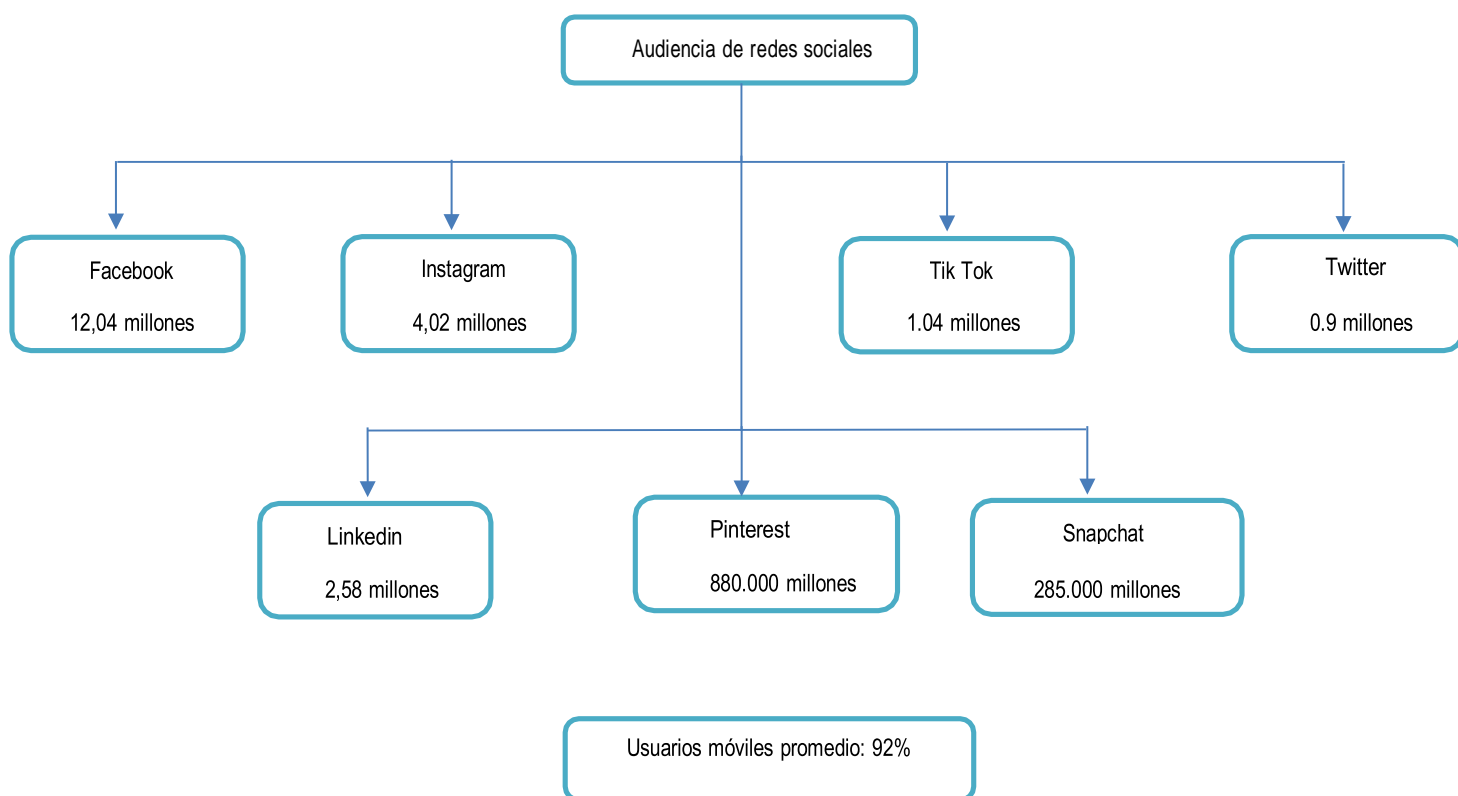 Audiencia de redes sociales
Facebook
12,04 millones
Instagram
4,02 millones
Tik Tok
1.04 millones
Twitter
0.9 millones
Linkedin
2,58 millones
Pinterest
880.000 millones
Snapchat
285.000 millones
Usuarios móviles promedio: 92%